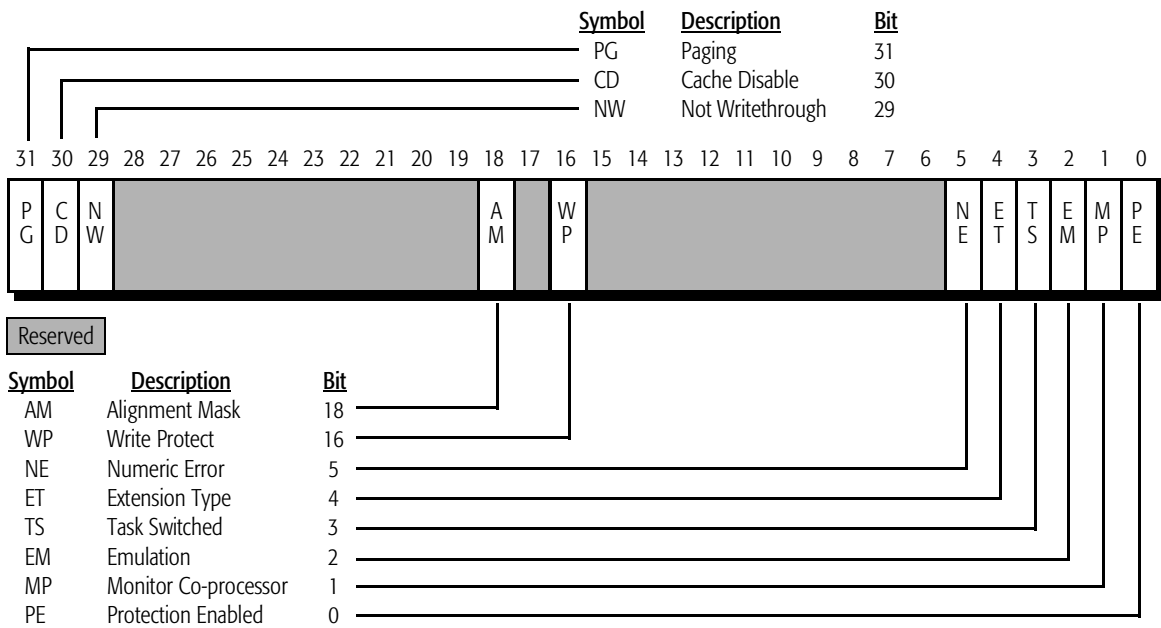 Symbol Description Bit
PG Paging 31
CD Cache Disable 30
NW Not Writethrough 29
31 30 29 28 27 26 25 24 23 22 21 20 19 18 17 16 15 14 13 12 11 10 9 8 7 6 5 4 3 2 1 0
P C N A W N E T E M P
G D W M P E T S M P E
Reserved
Symbol Description Bit
AM Alignment Mask 18
WP Write Protect 16
NE Numeric Error 5
ET Extension Type 4
TS Task Switched 3
EM Emulation 2
MP Monitor Co-processor 1
PE Protection Enabled 0